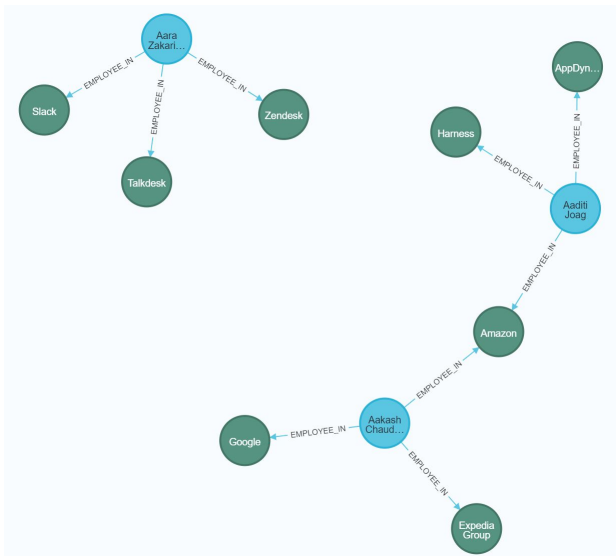 Aara
Zakari...
EMPLOYEE_IN
EMPLOYEE_IN
EMPLOYEE_IN
Slack
Zendesk
Talkdesk
AppDyn...
EMPLOYEE_IN
Harness
EMPLOYEE_IN
Aaditi
Joag
EMPLOYEE_IN
Amazon
EMPLOYEE_IN
Aakash
Chaud...
EMPLOYEE_IN
Google
EMPLOYEE_IN
Expedia
Group